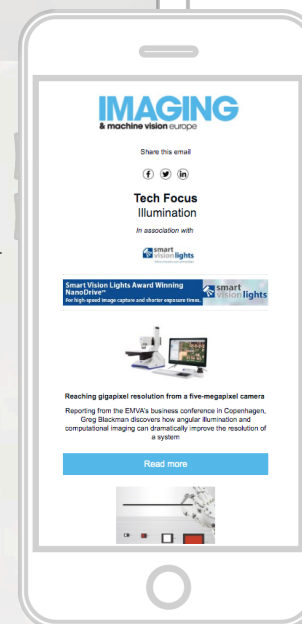 IMAGING
& machine vision europe
Share this email
Tech Focus
Illumination
In association with
smart
vision lights
Smart Vision Lights Award Winning
NanoDrive™
For high-speed image capture and shorter exposure times.
smart
vision lights
Reaching gigapixel resolution from a five-megapixel camera
Reporting from the EMVA's business conference in Copenhagen,
Greg Blackman discovers how angular illumination and
computational imaging can dramatically improve the resolution of
a system
Read more